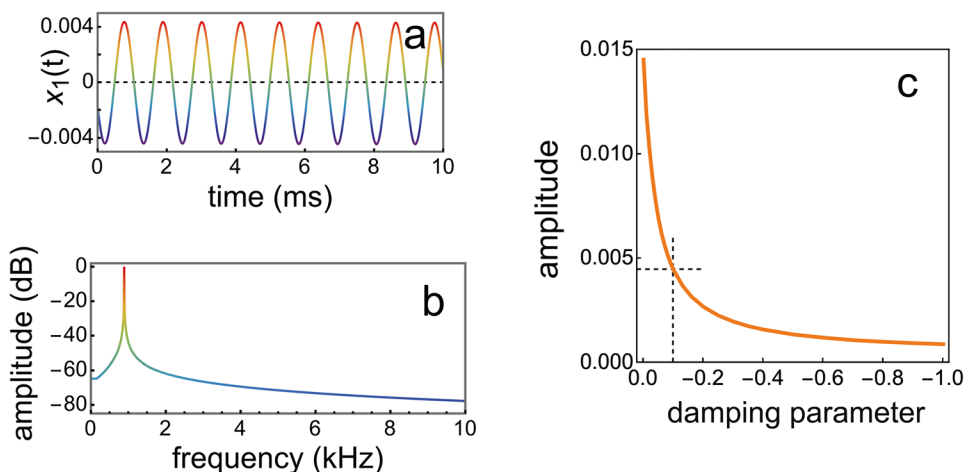 a
x1(t)
0.004
0
−0.004
0 2 4 6 8 10
time (ms)
b
amplitude (dB)
0
−20
−40
−60
−80
0 2 4 6 8 10
frequency (kHz)
c
amplitude
0.015
0.010
0.005
0.000
0.0 −0.2 −0.4 −0.6 −0.8 −1.0
damping parameter